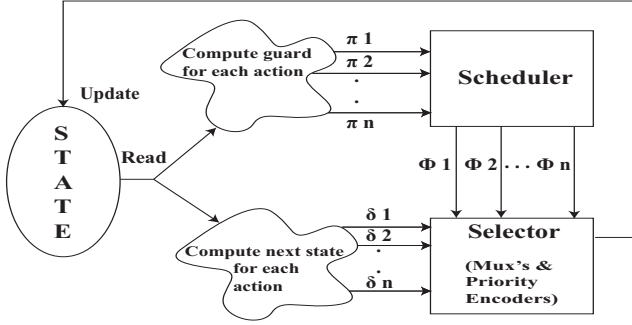 Compute guard
for each action
π 1
π 2
.
.
π n
Scheduler
Update
S
T
A
T
E
Read
Φ 1 Φ 2 . . . Φ n
Compute next state
for each
action
δ 1
δ 2
.
.
δ n
Selector
(Mux's &
Priority
Encoders)